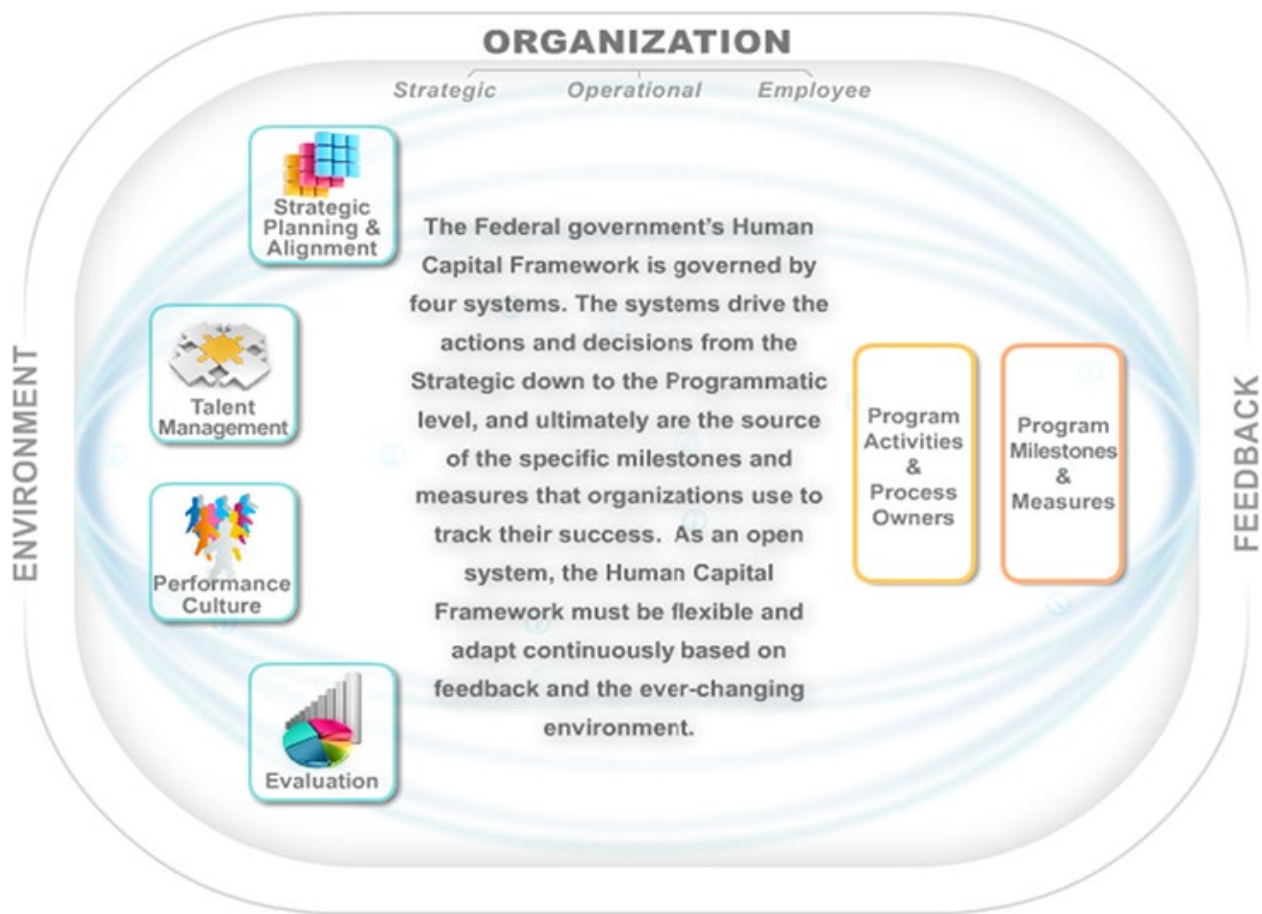 ORGANIZATION
Strategic Operational Employee
Strategic
Planning &
Alignment
Talent
Management
Performance
Culture
Evaluation
The Federal government's Human
Capital Framework is governed by
four systems. The systems drive the
actions and decisions from the
Strategic down to the Programmatic
level, and ultimately are the source
of the specific milestones and
measures that organizations use to
track their success. As an open
system, the Human Capital
Framework must be flexible and
adapt continuously based on
feedback and the ever-changing
environment.
Program
Activities
&
Process
Owners
Program
Milestones
&
Measures
ENVIRONMENT
FEEDBACK